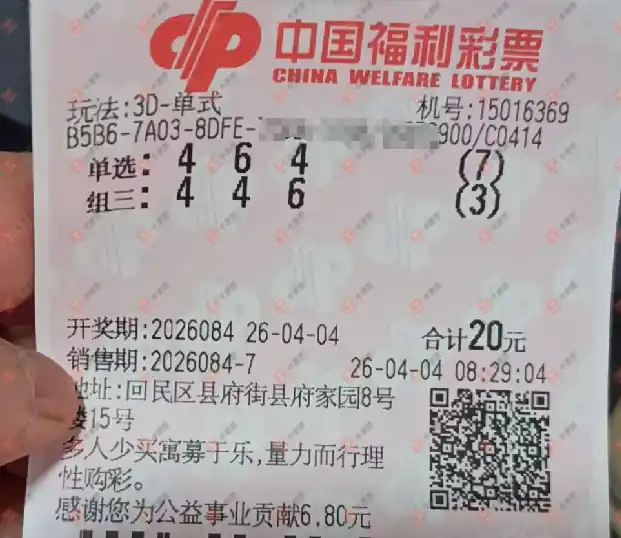 中国福利彩票
CHINA WELFARE LOTTERY
玩法:3D-单式 机号:15016369
B5B6-7A03-8DFE- 900/C0414
单选: 4 6 4 (7)
组三: 4 4 6 (3)
开奖期:2026084 26-04-04 合计20元
销售期:2026084-7 26-04-04 08:29:04
地址:回民区县府街县府家园8号
楼15号
多人少买寓募于乐,量力而行理
性购彩。
感谢您为公益事业贡献6.80元